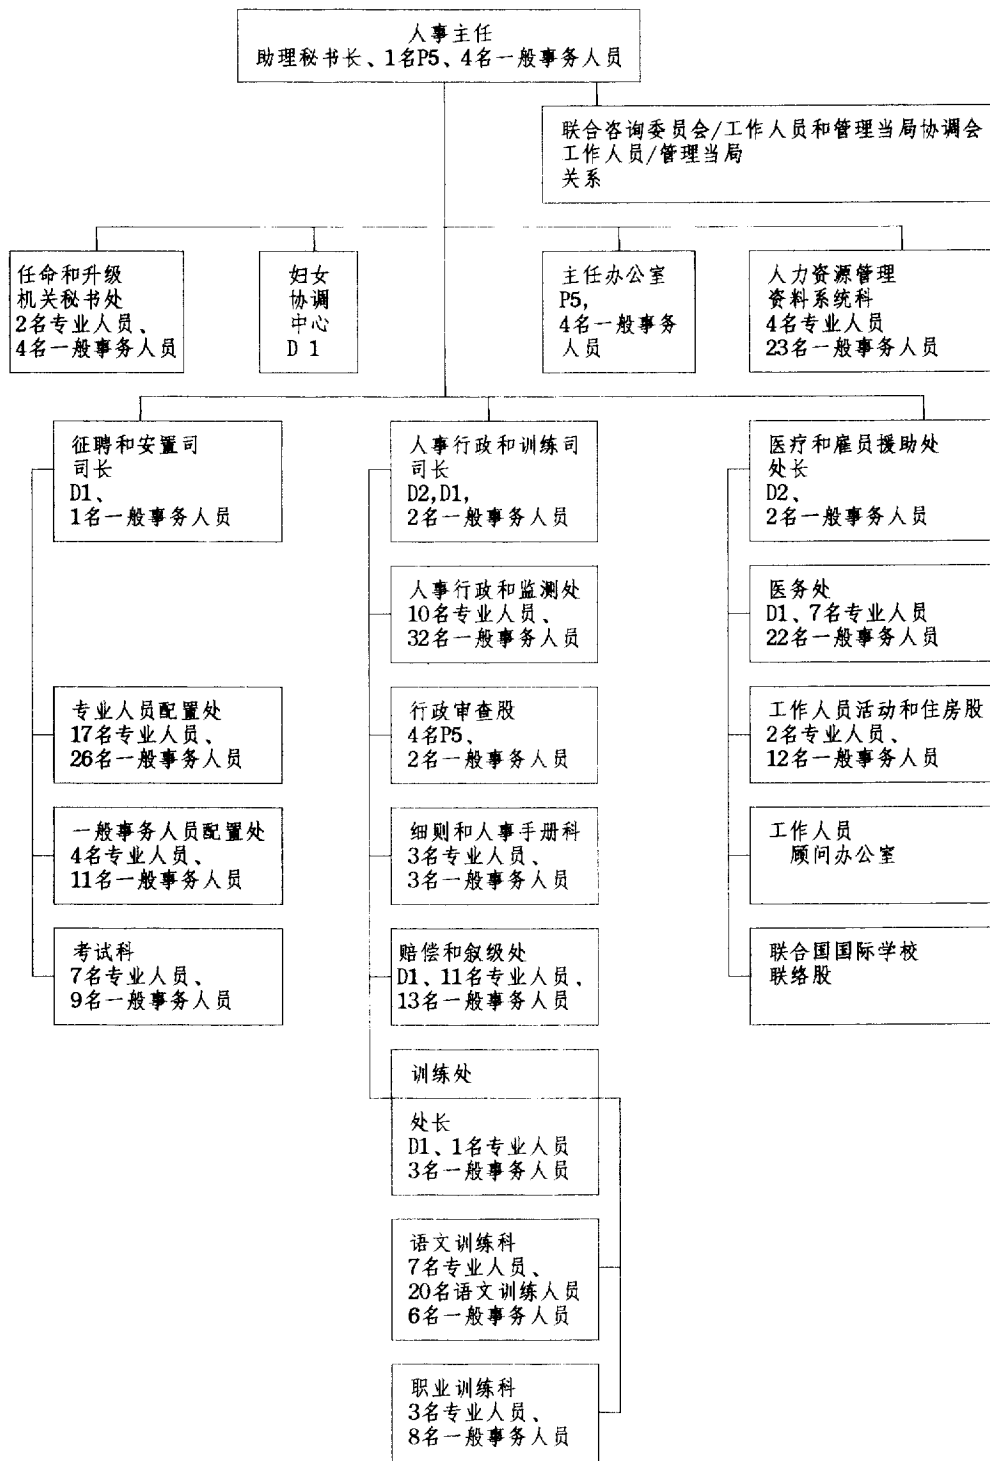 人事主任
助理秘书长、1名P5、4名一般事务人员
联合咨询委员会/工作人员和管理当局协调会
工作人员/管理当局
关系
任命和升级
机关秘书处
2名专业人员、
4名一般事务人员
妇女
协调
中心
D 1
主任办公室
P5,
4名一般事务
人员
人力资源管理
资料系统科
4名专业人员
23名一般事务人员
征聘和安置司
司长
D1、
1名一般事务人员
专业人员配置处
17名专业人员、
26名一般事务人员
一般事务人员配置处
4名专业人员、
11名一般事务人员
考试科
7名专业人员、
9名一般事务人员
人事行政和训练司
司长
D2,D1,
2名一般事务人员
人事行政和监测处
10名专业人员、
32名一般事务人员
行政审查股
4名P5、
2名一般事务人员
细则和人事手册科
3名专业人员、
3名一般事务人员
赔偿和叙级处
D1、11名专业人员、
13名一般事务人员
训练处
处长
D1、1名专业人员
3名一般事务人员
语文训练科
7名专业人员、
20名语文训练人员
6名一般事务人员
职业训练科
3名专业人员、
8名一般事务人员
医疗和雇员援助处
处长
D2、
2名一般事务人员
医务处
D1、7名专业人员
22名一般事务人员
工作人员活动和住房股
2名专业人员、
12名一般事务人员
工作人员
顾问办公室
联合国国际学校
联络股